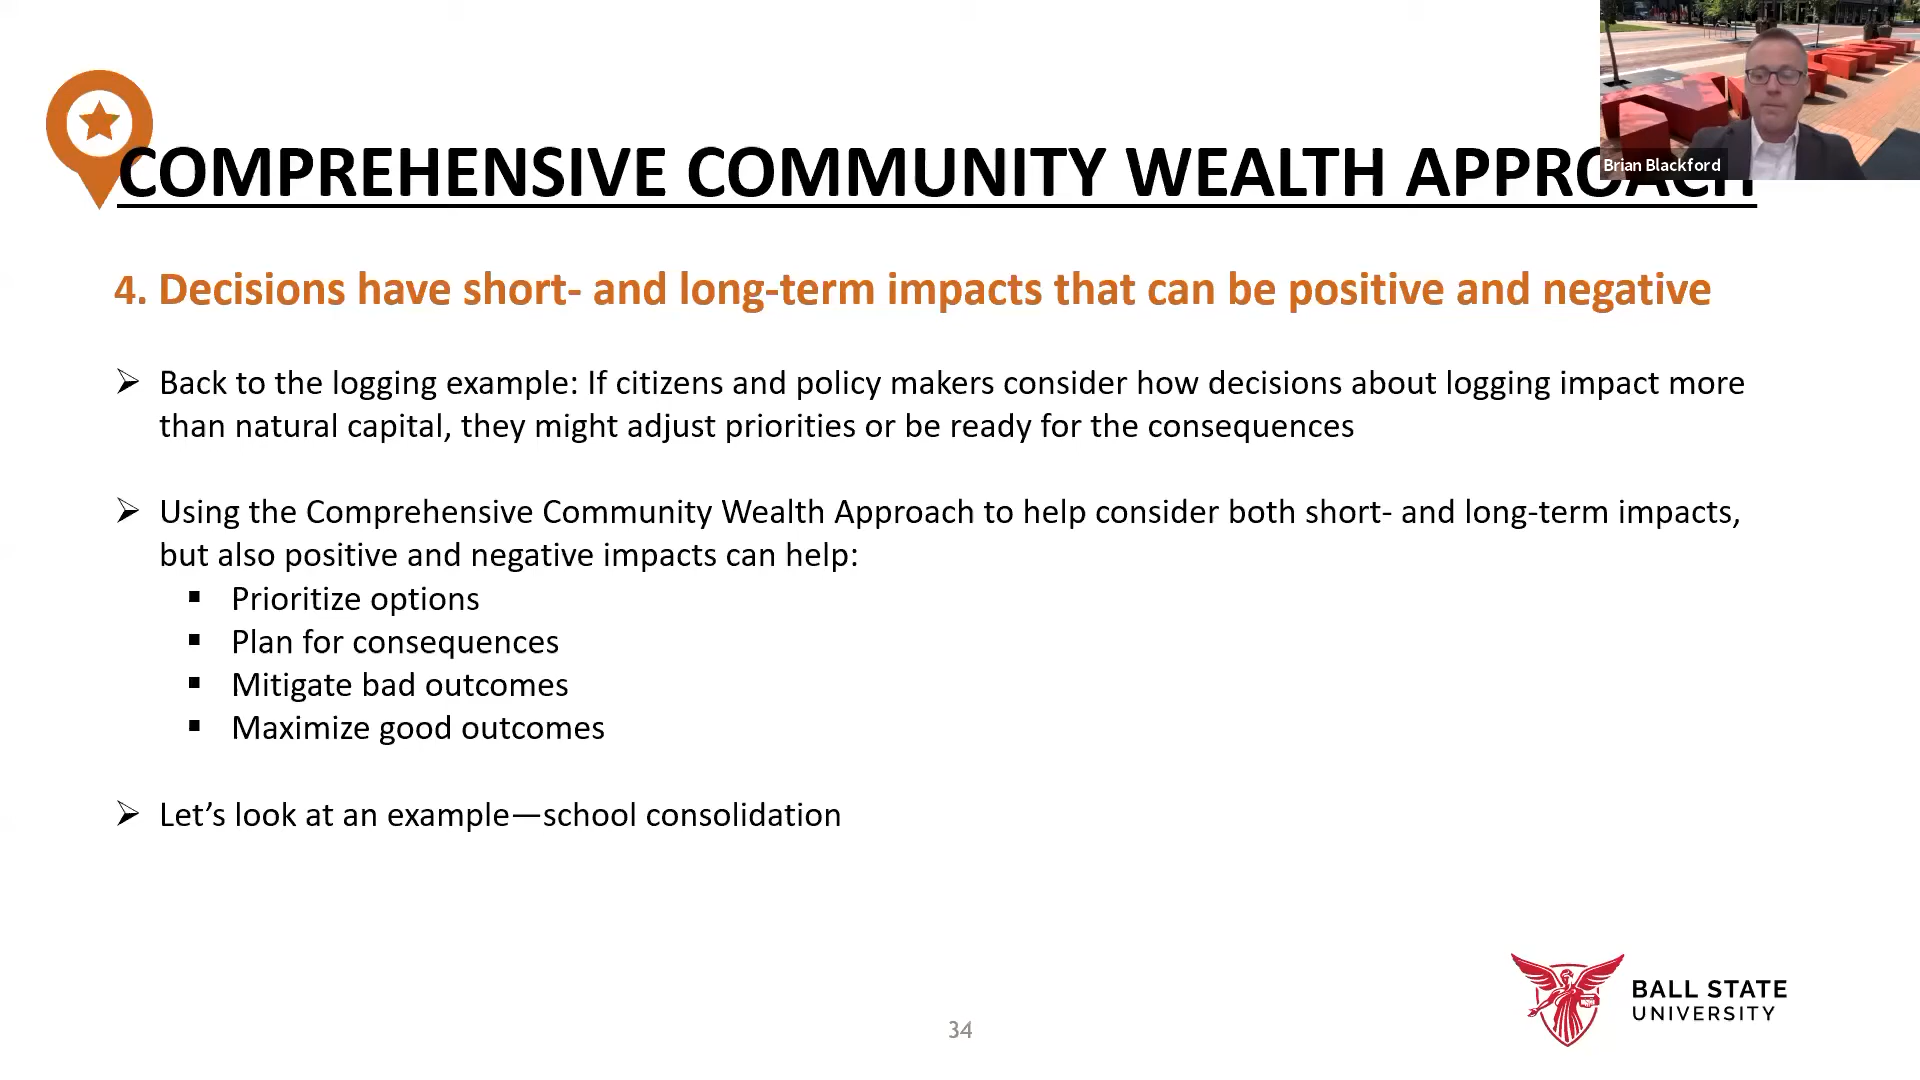 COMPREHENSIVE COMMUNITY WEALTH APPROACH
Brian Blackford
4. Decisions have short- and long-term impacts that can be positive and negative
➢ Back to the logging example: If citizens and policy makers consider how decisions about logging impact more
than natural capital, they might adjust priorities or be ready for the consequences
➢ Using the Comprehensive Community Wealth Approach to help consider both short- and long-term impacts,
but also positive and negative impacts can help:
▪ Prioritize options
▪ Plan for consequences
▪ Mitigate bad outcomes
▪ Maximize good outcomes
➢ Let’s look at an example—school consolidation
BALL STATE
UNIVERSITY
34